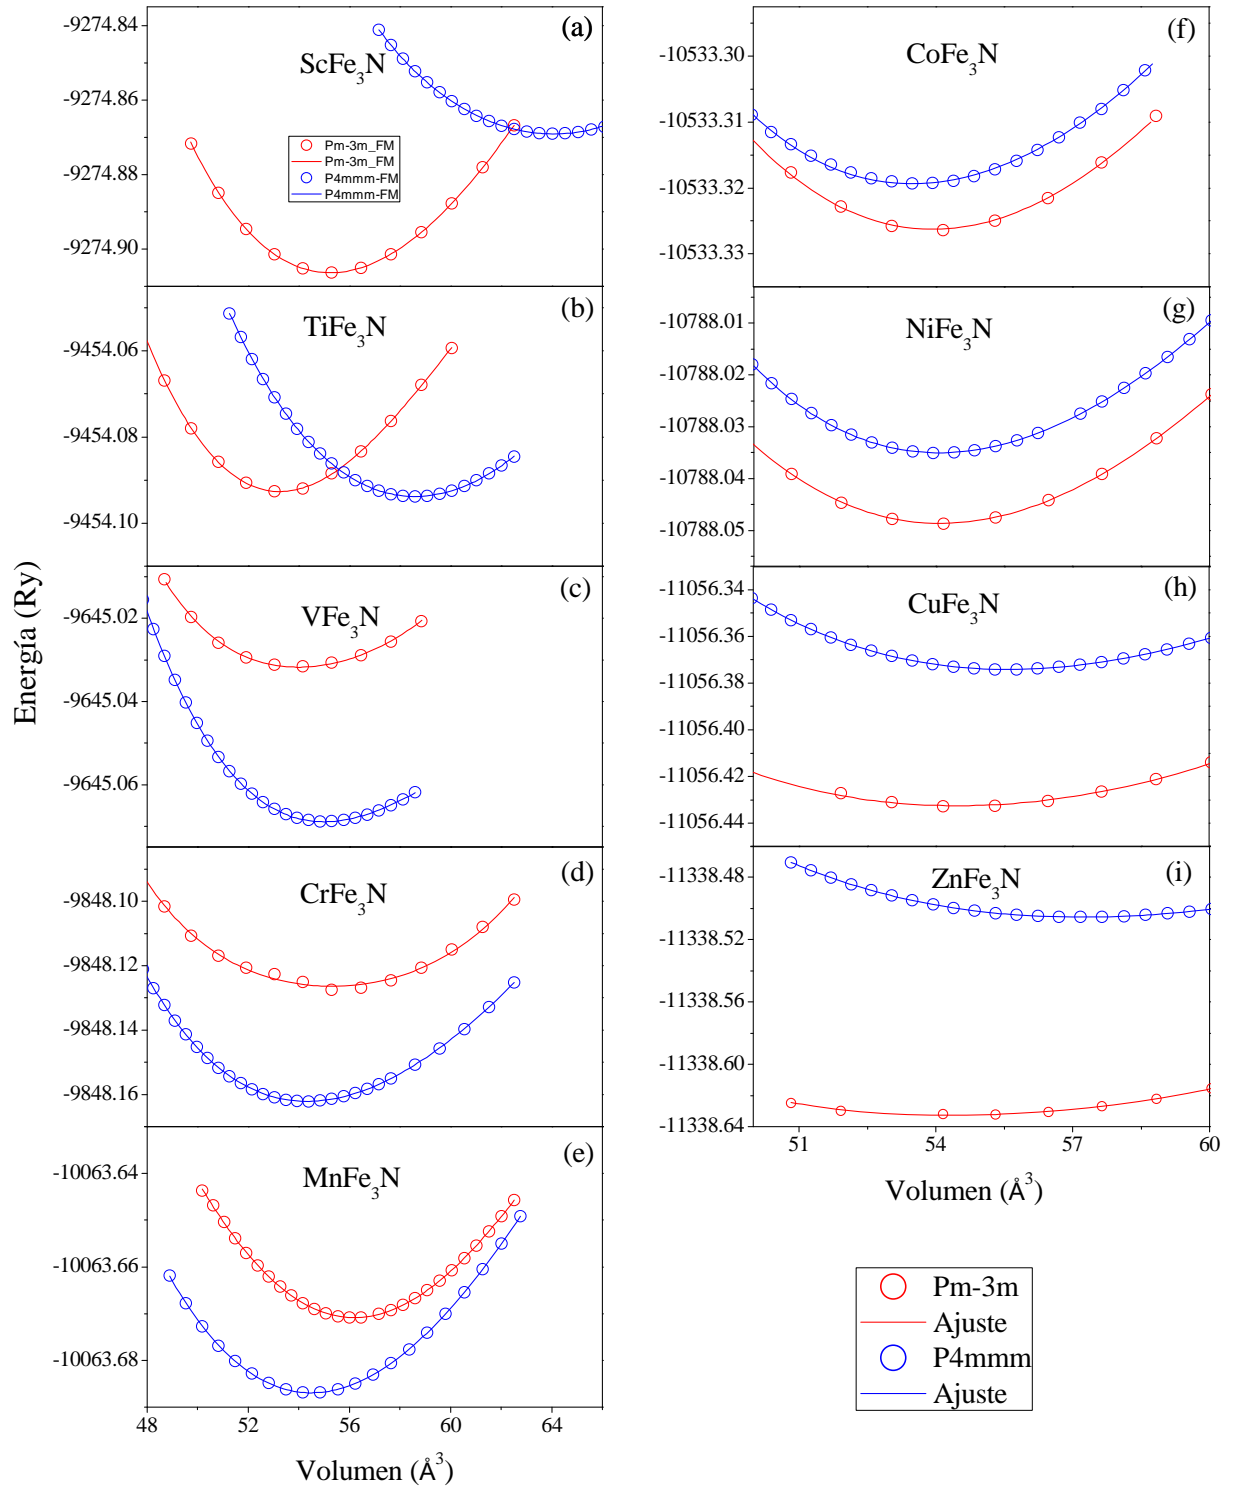 Energía (Ry)
(a)
ScFe3N
-9274.84
-9274.86
-9274.88
-9274.90
Pm-3m_FM
Pm-3m_FM
P4mmm-FM
P4mmm-FM
(b)
TiFe3N
-9454.06
-9454.08
-9454.10
(c)
VFe3N
-9645.02
-9645.04
-9645.06
(d)
CrFe3N
-9848.10
-9848.12
-9848.14
-9848.16
(e)
MnFe3N
-10063.64
-10063.66
-10063.68
48 52 56 60 64
Volumen (Å3)
(f)
CoFe3N
-10533.30
-10533.31
-10533.32
-10533.33
(g)
NiFe3N
-10788.01
-10788.02
-10788.03
-10788.04
-10788.05
(h)
CuFe3N
-11056.34
-11056.36
-11056.38
-11056.40
-11056.42
-11056.44
(i)
ZnFe3N
-11338.48
-11338.52
-11338.56
-11338.60
-11338.64
51 54 57 60
Volumen (Å3)
Pm-3m
Ajuste
P4mmm
Ajuste